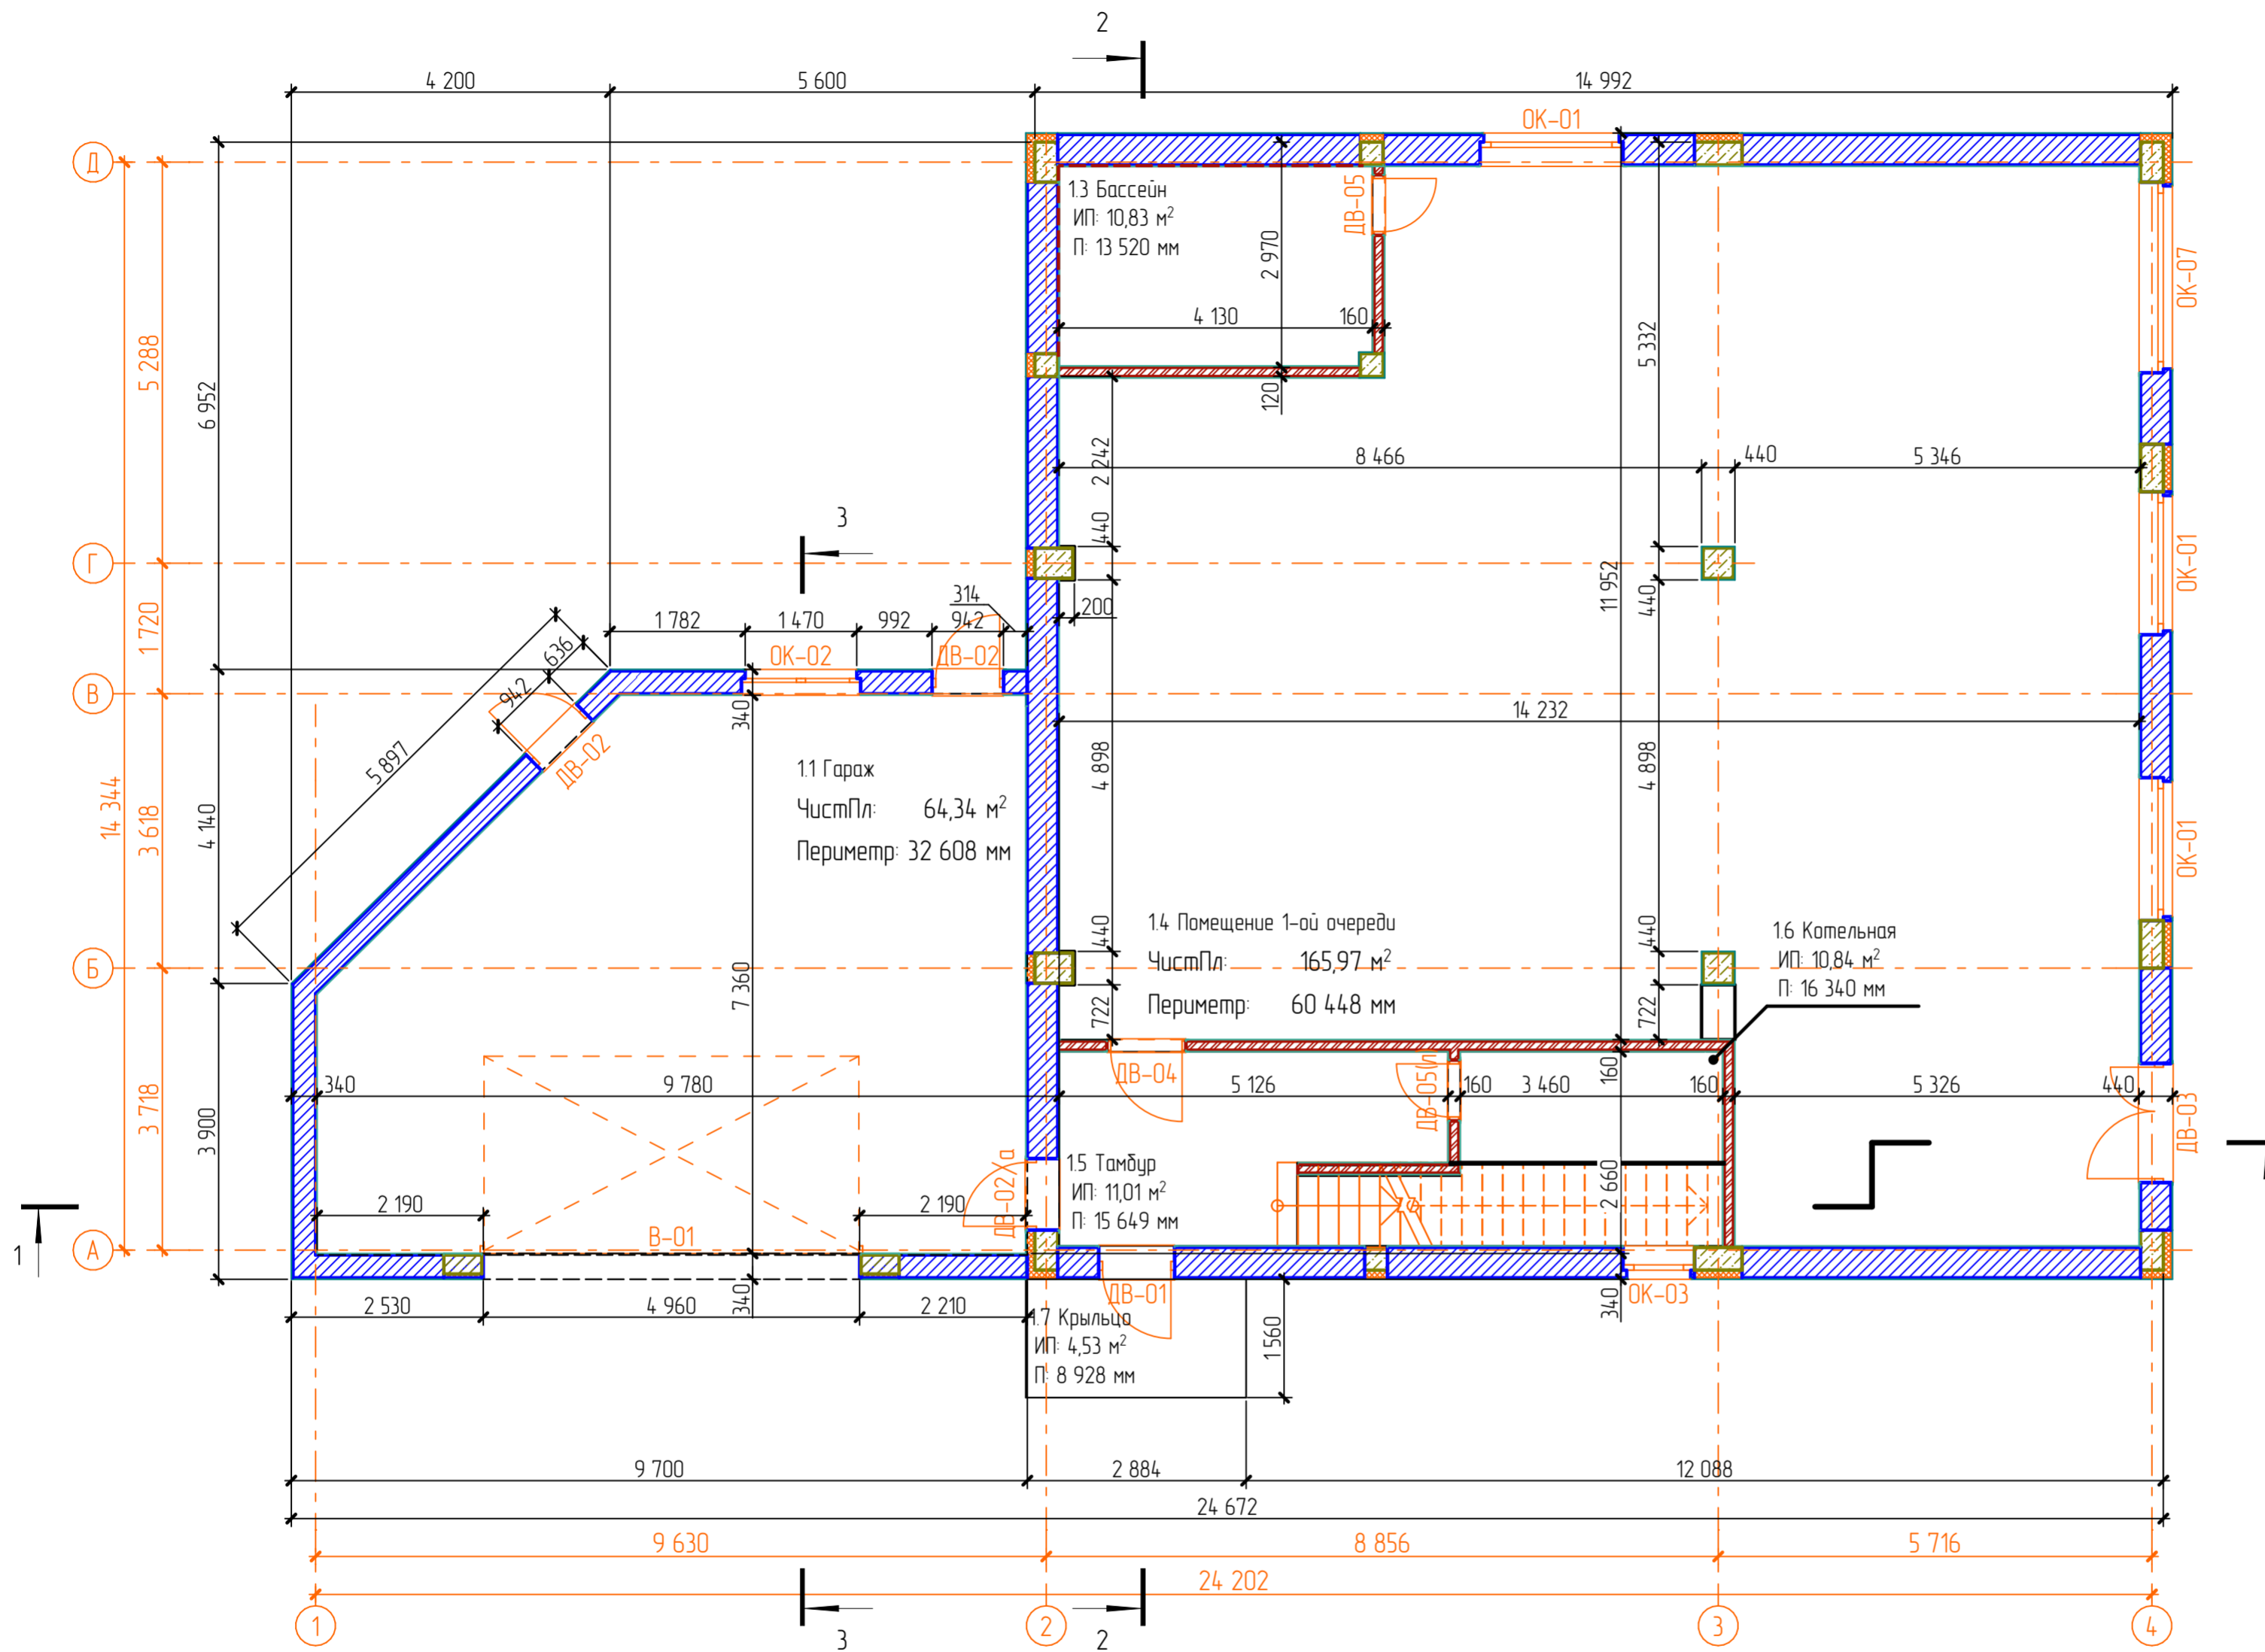 2
4 200
5 600
14 992
ОК-01
Д
1.3 Бассейн
ИП: 10,83 м²
П: 13 520 мм
ДВ-05
2 970
4 130
160
120
5 332
ОК-07
5 288
6 952
2 242
8 466
440
5 346
3
440
Г
11 952
440
ОК-01
314
200
1 782
1 470
992
942
1 720
636
942
ОК-02
ДВ-02
В
340
14 232
5 897
ДВ-02
1.1 Гараж
ЧистПл: 64,34 м²
Периметр: 32 608 мм
4 898
4 898
14 344
3 618
4 140
ОК-01
1.4 Помещение 1-ой очереди
ЧистПл: 165,97 м²
Периметр: 60 448 мм
440
440
1.6 Котельная
ИП: 10,84 м²
П: 16 340 мм
Б
7 360
722
722
ДВ-04
ДВ-05(л
160
340
9 780
5 126
160
3 460
160
5 326
440
3 718
3 900
ДВ-03
1.5 Тамбур
ИП: 11,01 м²
П: 15 649 мм
ДВ-02/а
2 660
2 190
2 190
1
А
В-01
2 530
4 960
340
2 210
ДВ-01
340
ОК-03
1.7 Крыльцо
ИП: 4,53 м²
П: 8 928 мм
1 560
9 700
2 884
12 088
24 672
9 630
8 856
5 716
24 202
1
2
3
4
3
2